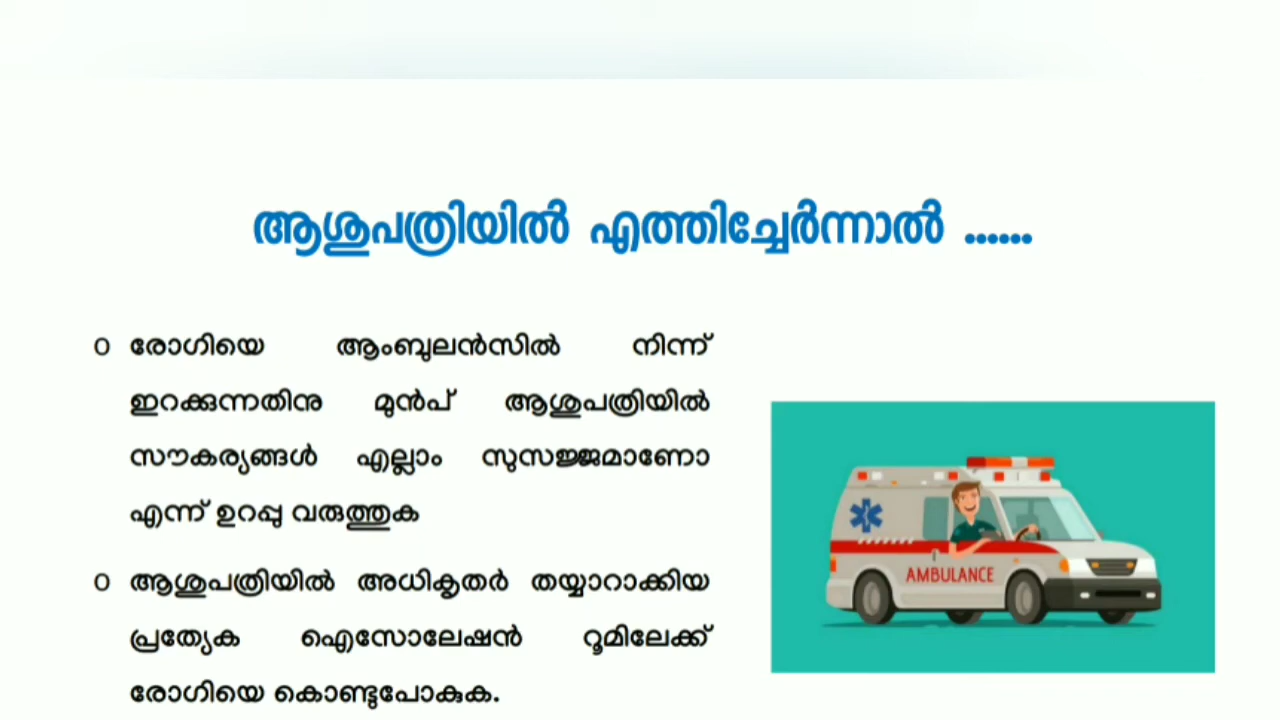 ആശുപത്രിയിൽ എത്തിച്ചേർന്നാൽ ......
o രോഗിയെ ആംബുലൻസിൽ നിന്ന്
ഇറക്കുന്നതിനു മുൻപ് ആശുപത്രിയിൽ
സൗകര്യങ്ങൾ എല്ലാം സുസജ്ജമാണോ
എന്ന് ഉറപ്പു വരുത്തുക
o ആശുപത്രിയിൽ അധികൃതർ തയ്യാറാക്കിയ
പ്രത്യേക ഐസോലേഷൻ റൂമിലേക്ക്
രോഗിയെ കൊണ്ടുപോകുക.
AMBULANCE